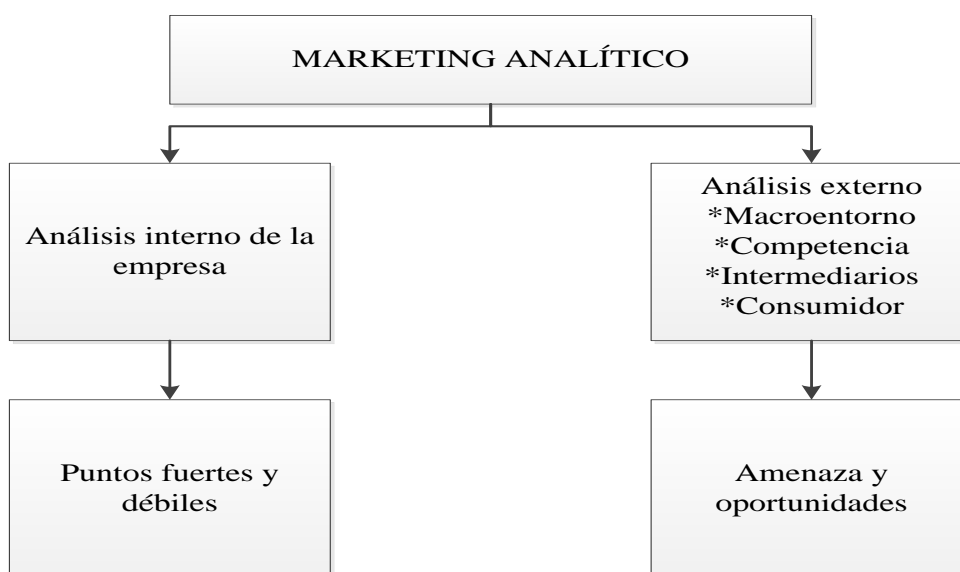 MARKETING ANALÍTICO
Análisis interno de la
empresa
Análisis externo
*Macroentorno
*Competencia
*Intermediarios
*Consumidor
Puntos fuertes y
débiles
Amenaza y
oportunidades